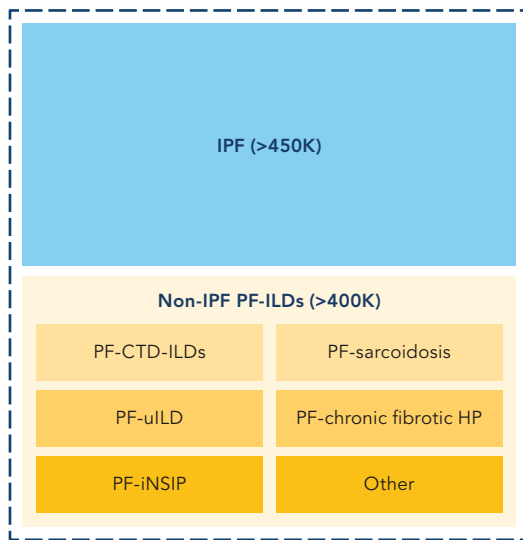 IPF (>450K)
Non-IPF PF-ILDs (>400K)
PF-CTD-ILDs
PF-sarcoidosis
PF-uILD
PF-chronic fibrotic HP
PF-iNSIP
Other